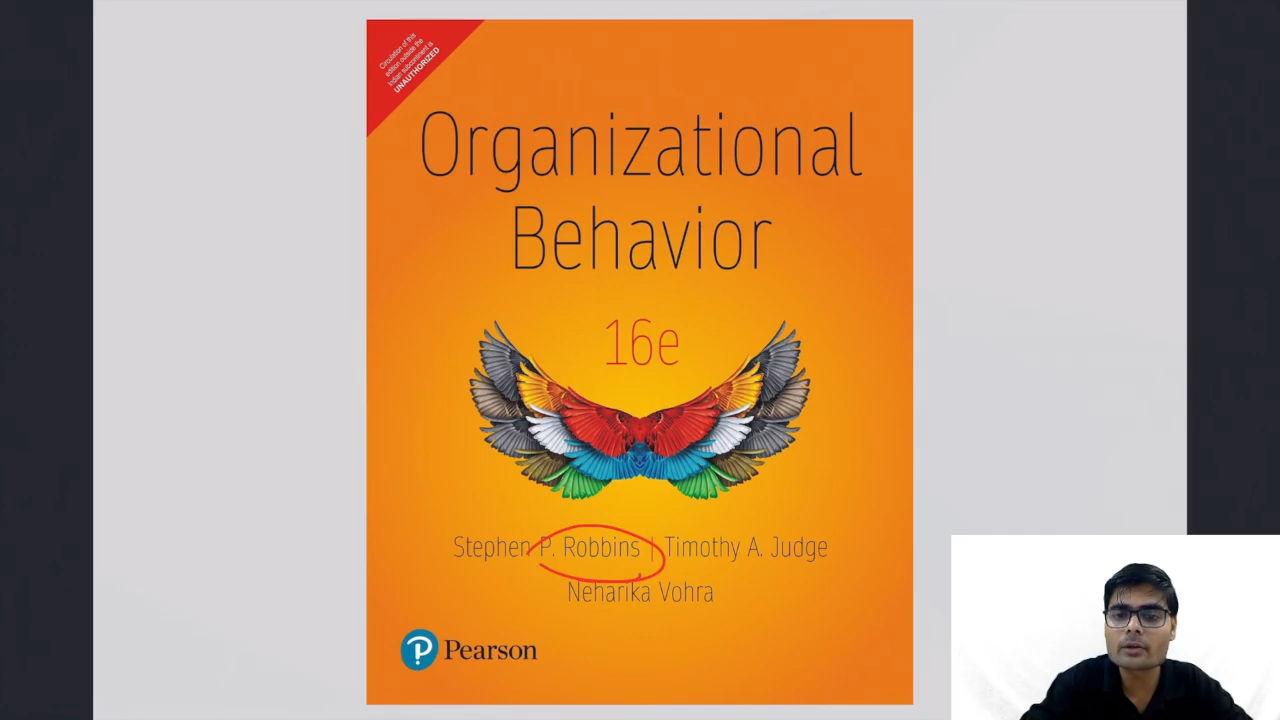 Circulation of this
edition outside the
Indian subcontinent is
UNAUTHORIZED
Organizational
Behavior
16e
Stephen P. Robbins | Timothy A. Judge
Neharika Vohra
Pearson